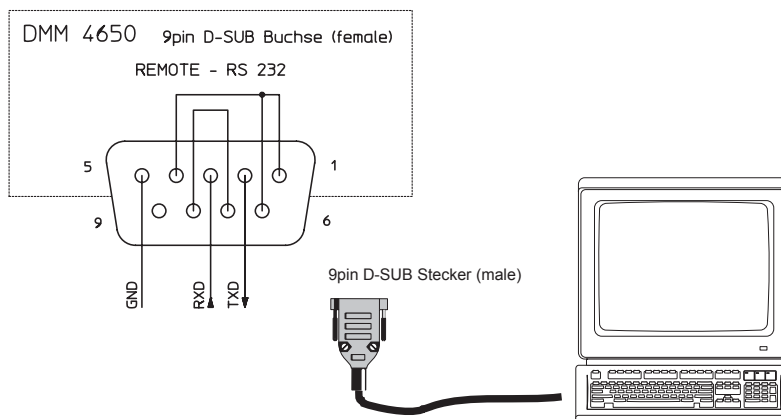 DMM 4650 9pin D-SUB Buchse (female)
REMOTE - RS 232
5
1
9
6
GND
RXD
TXD
9pin D-SUB Stecker (male)